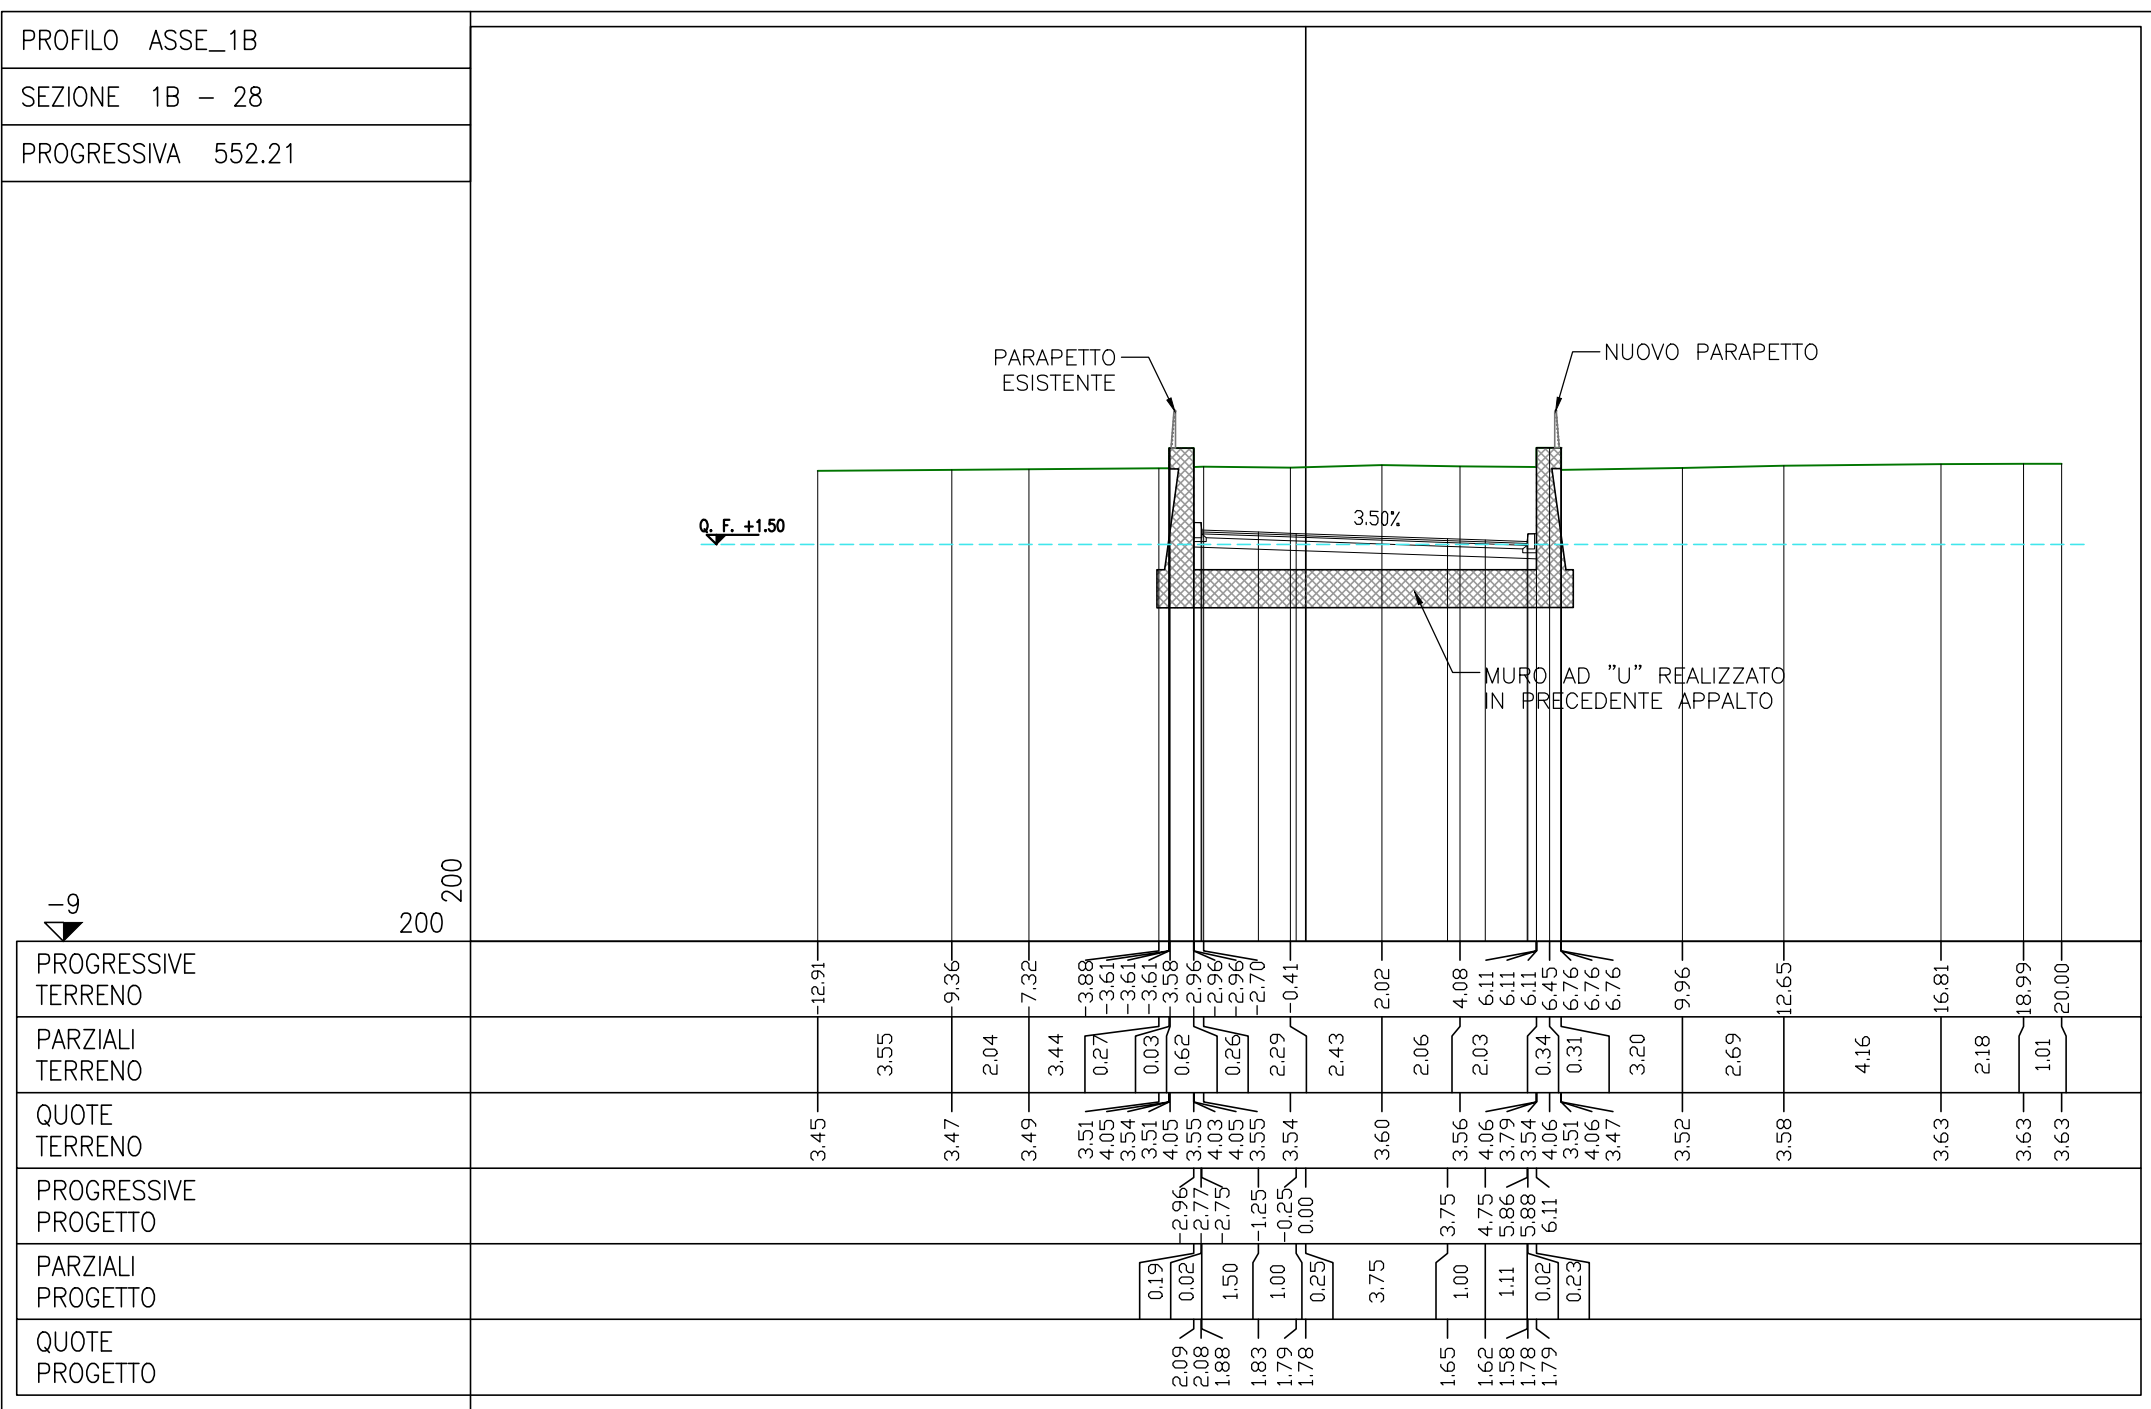 PROFILO ASSE_1B
SEZIONE 1B - 28
PROGRESSIVA 552.21
PARAPETTO
ESISTENTE
NUOVO PARAPETTO
Q. F. +1.50
3.50%
MURO AD "U" REALIZZATO
IN PRECEDENTE APPALTO
200
-9
200
PROGRESSIVE
TERRENO
-12.91 -9.36 -7.32 -3.88 -3.61 -3.61 -3.61 -3.58 -2.96 -2.96 -2.96 -2.70 -0.41 2.02 4.08 6.11 6.11 6.11 6.45 6.76 6.76 6.76 9.96 12.65 16.81 18.99 20.00
PARZIALI
TERRENO
3.55 2.04 3.44 0.27 0.03 0.62 0.26 2.29 2.43 2.06 2.03 0.34 0.31 3.20 2.69 4.16 2.18 1.01
QUOTE
TERRENO
3.45 3.47 3.49 3.51 4.05 3.54 3.51 4.05 3.55 4.03 4.05 3.55 3.54 3.60 3.56 4.06 3.79 3.54 4.06 3.51 4.06 3.47 3.52 3.58 3.63 3.63 3.63
PROGRESSIVE
PROGETTO
-2.96 -2.77 -2.75 -1.25 -0.25 0.00 3.75 4.75 5.86 5.88 6.11
PARZIALI
PROGETTO
0.19 0.02 1.50 1.00 0.25 3.75 1.00 1.11 0.02 0.23
QUOTE
PROGETTO
2.09 2.08 1.88 1.83 1.79 1.78 1.65 1.62 1.58 1.78 1.79